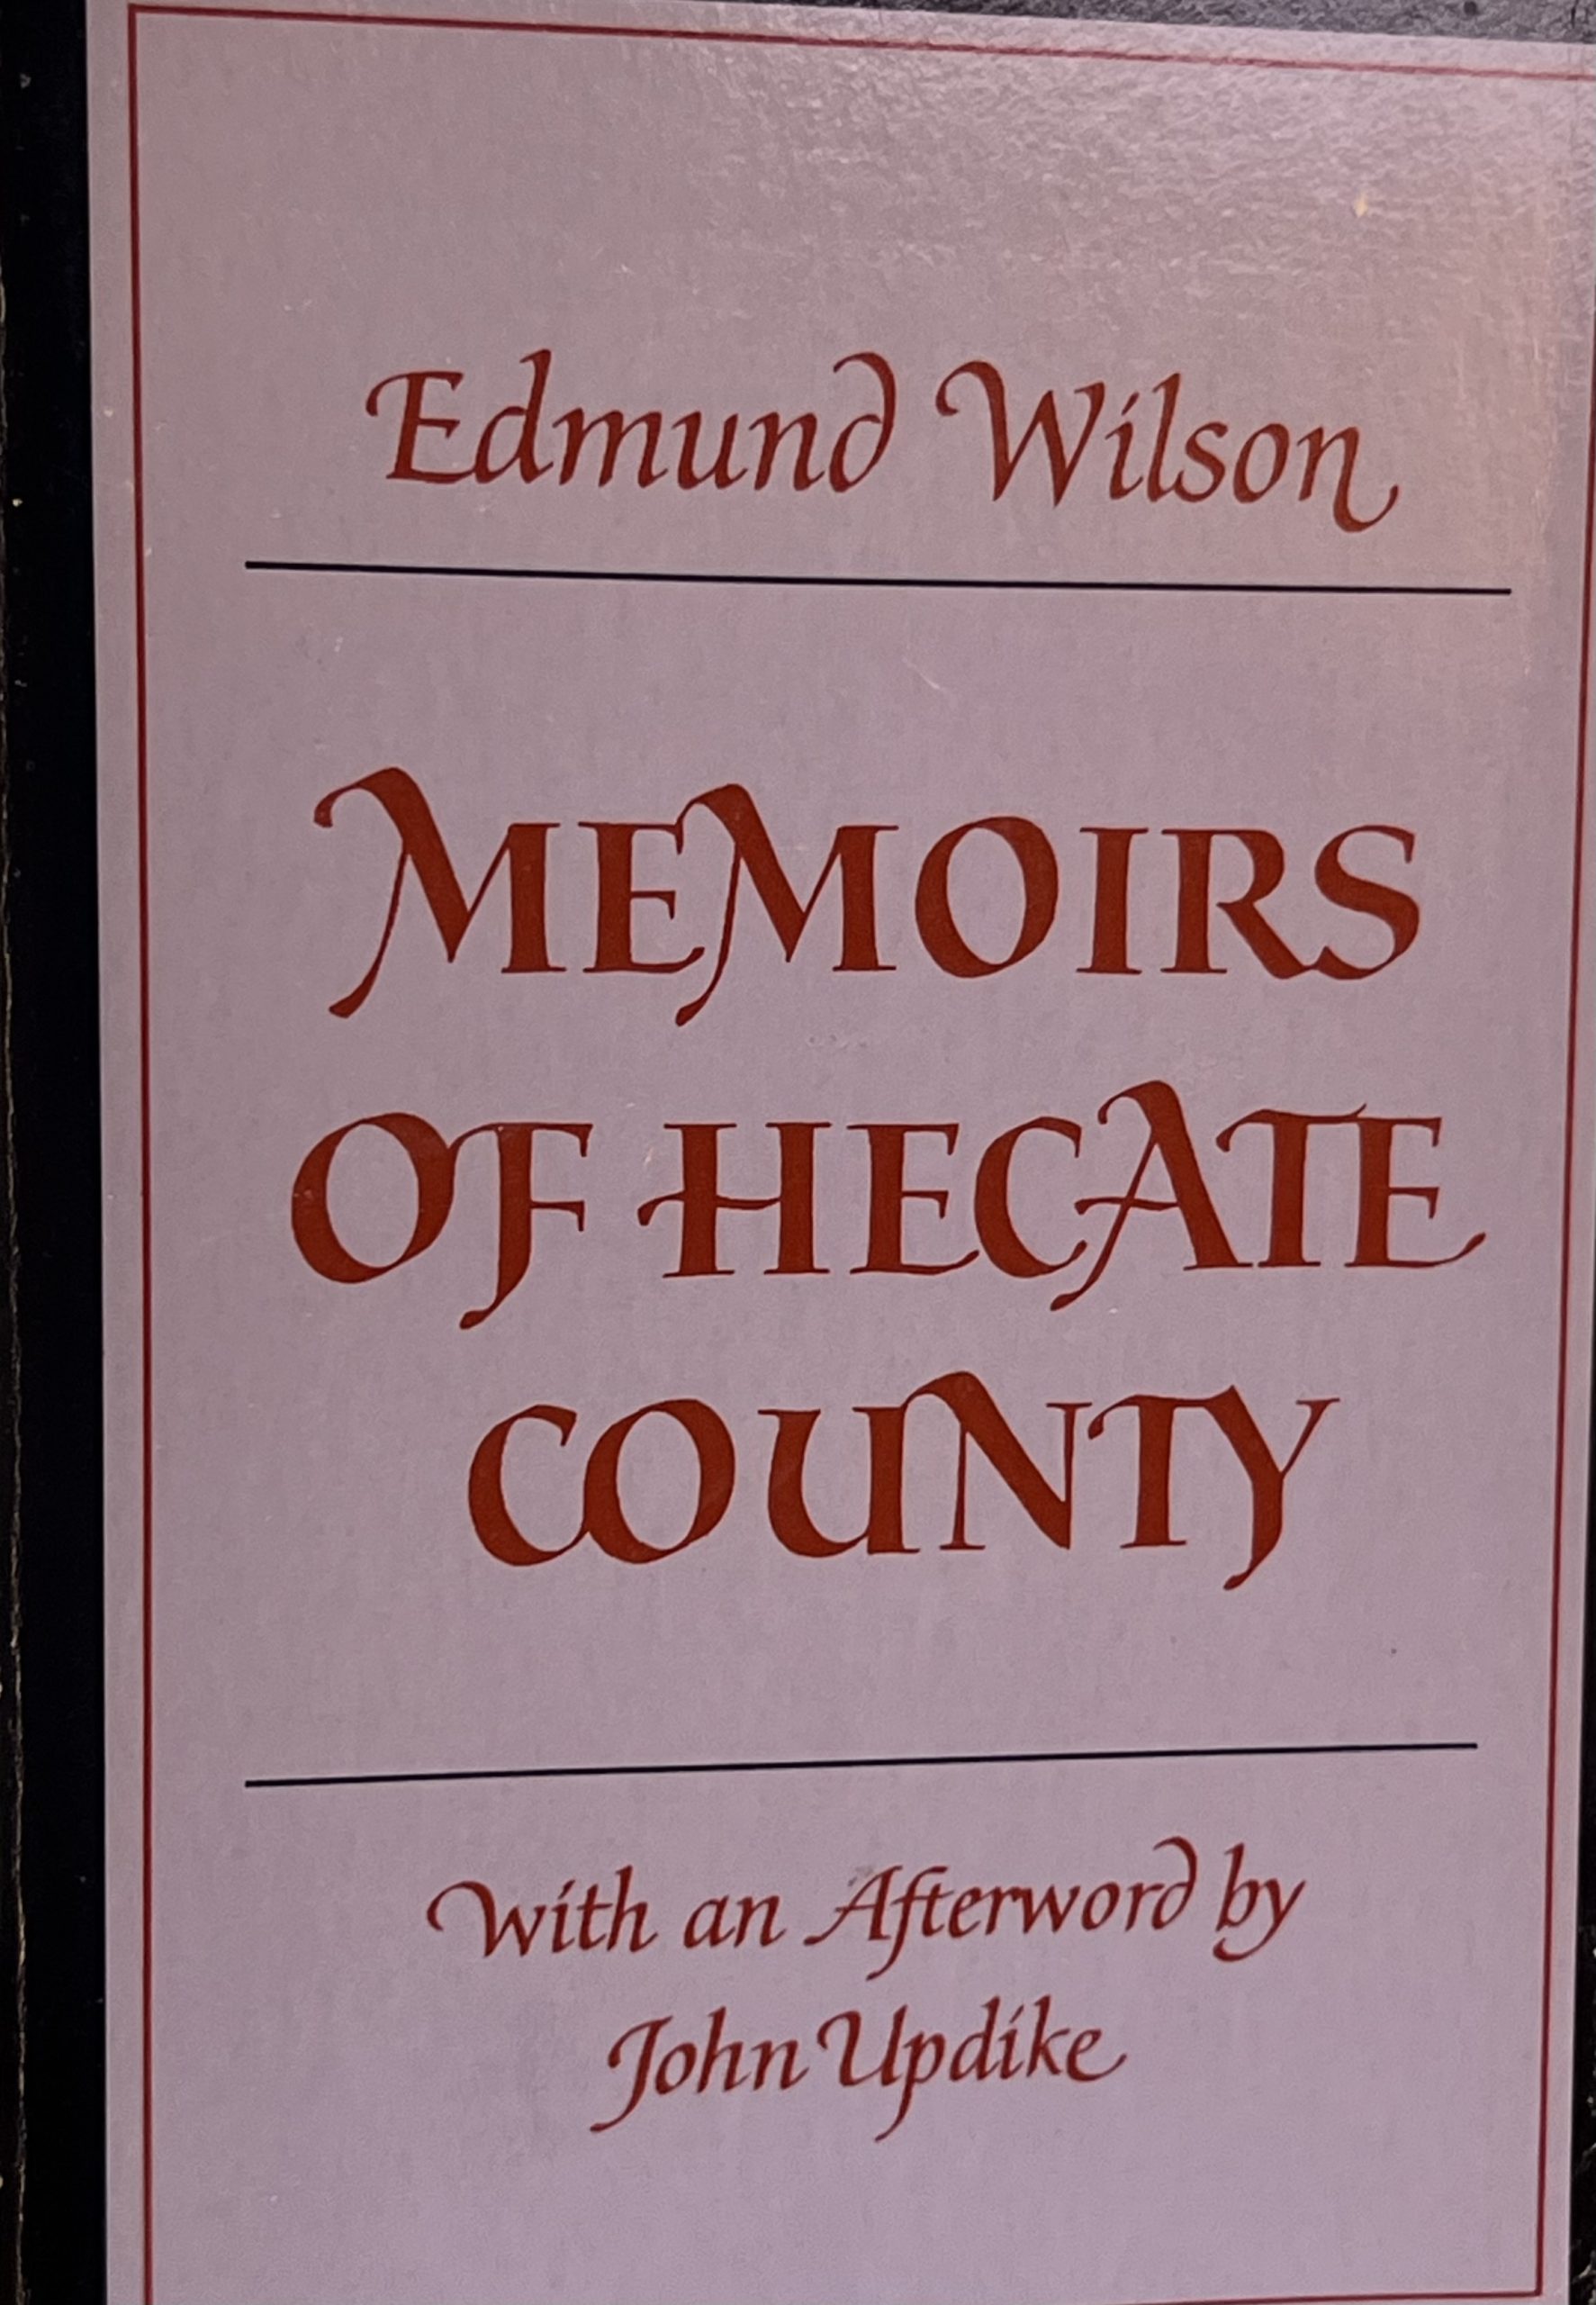 Edmund Wilson
MEMOIRS
OF HECATE
COUNTY
With an Afterword by
John Updike